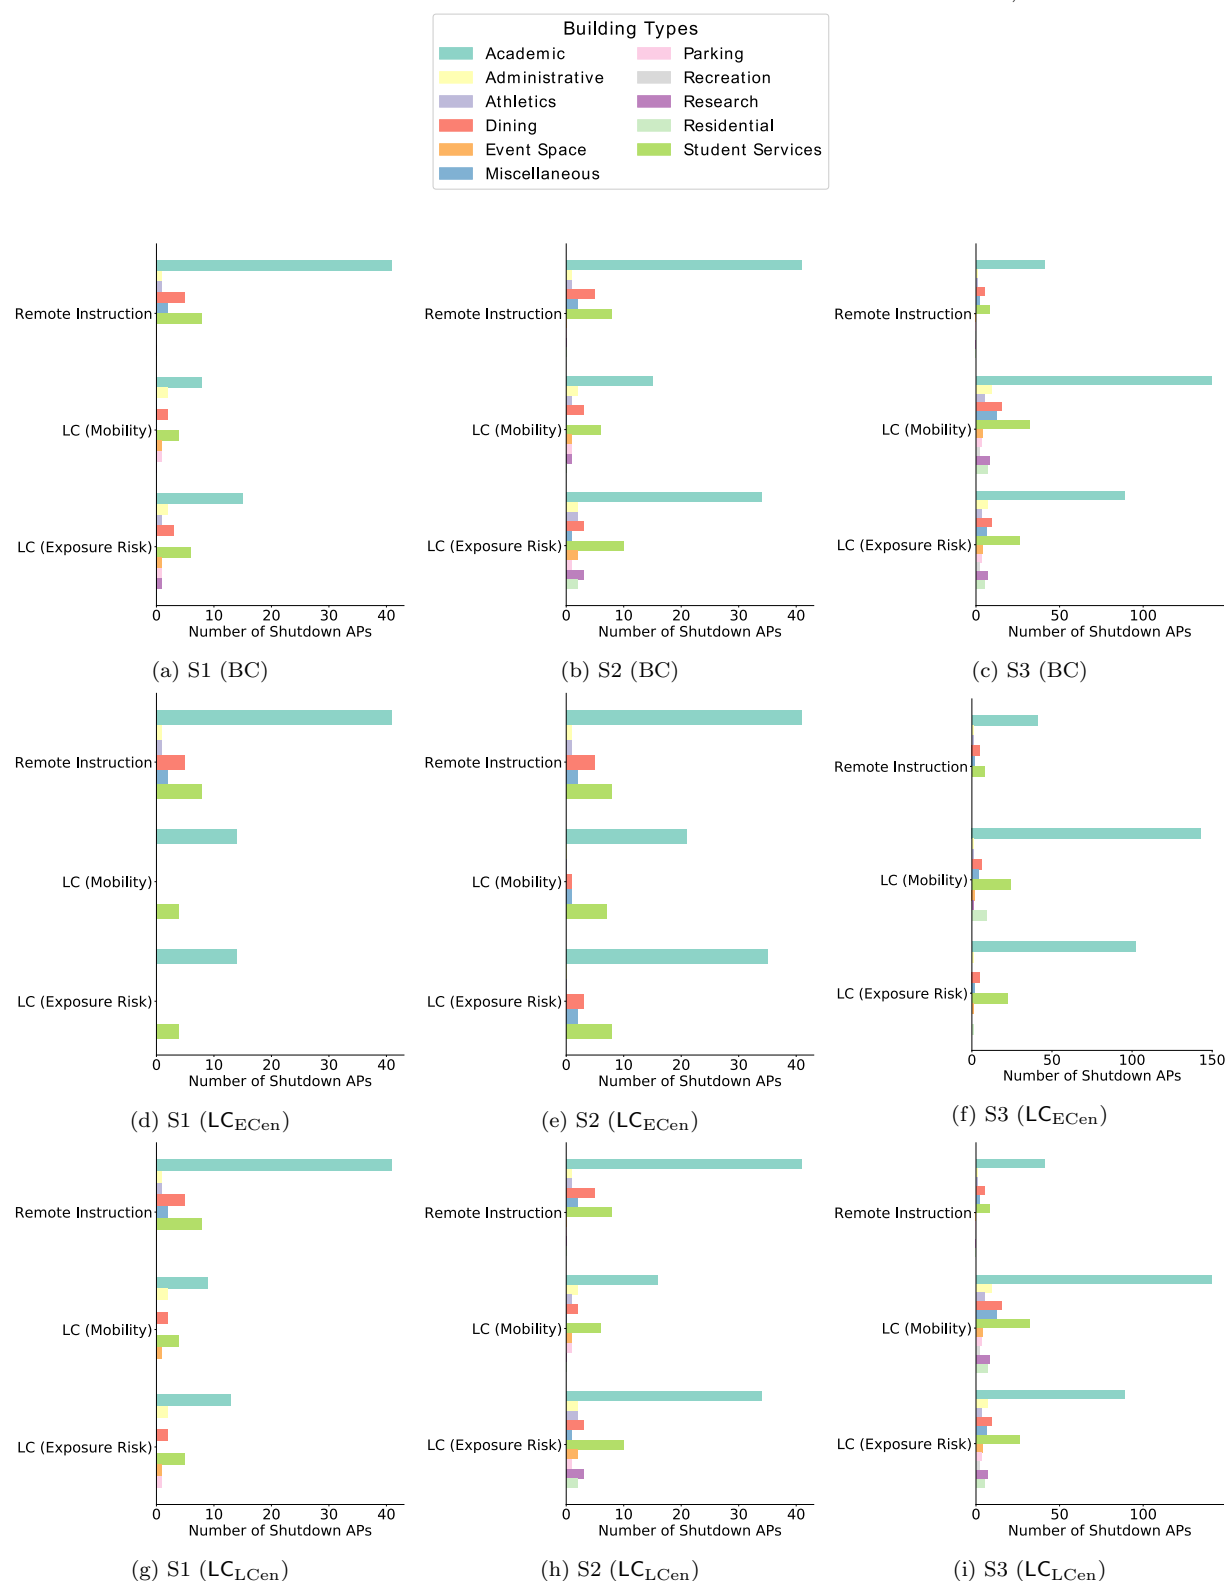 Building Types
Academic
Administrative
Athletics
Dining
Event Space
Miscellaneous
Parking
Recreation
Research
Residential
Student Services
Remote Instruction
LC (Mobility)
LC (Exposure Risk)
0 10 20 30 40
Number of Shutdown APs
(a) S1 (BC)
Remote Instruction
LC (Mobility)
LC (Exposure Risk)
0 10 20 30 40
Number of Shutdown APs
(b) S2 (BC)
Remote Instruction
LC (Mobility)
LC (Exposure Risk)
0 50 100
Number of Shutdown APs
(c) S3 (BC)
Remote Instruction
LC (Mobility)
LC (Exposure Risk)
0 10 20 30 40
Number of Shutdown APs
(d) S1 (LC_ECen)
Remote Instruction
LC (Mobility)
LC (Exposure Risk)
0 10 20 30 40
Number of Shutdown APs
(e) S2 (LC_ECen)
Remote Instruction
LC (Mobility)
LC (Exposure Risk)
0 50 100 150
Number of Shutdown APs
(f) S3 (LC_ECen)
Remote Instruction
LC (Mobility)
LC (Exposure Risk)
0 10 20 30 40
Number of Shutdown APs
(g) S1 (LC_LCen)
Remote Instruction
LC (Mobility)
LC (Exposure Risk)
0 10 20 30 40
Number of Shutdown APs
(h) S2 (LC_LCen)
Remote Instruction
LC (Mobility)
LC (Exposure Risk)
0 50 100
Number of Shutdown APs
(i) S3 (LC_LCen)